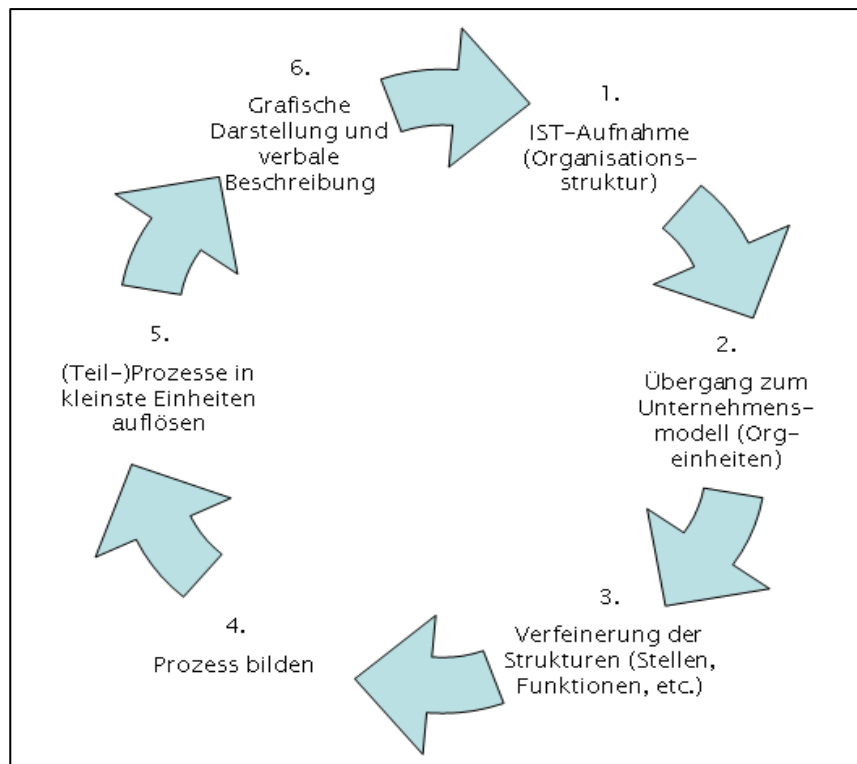 1.
IST-Aufnahme
(Organisations-
struktur)
2.
Übergang zum
Unternehmens-
modell (Org-
einheiten)
3.
Verfeinerung der
Strukturen (Stellen,
Funktionen, etc.)
4.
Prozess bilden
5.
(Teil-)Prozesse in
kleinste Einheiten
auflösen
6.
Grafische
Darstellung und
verbale
Beschreibung